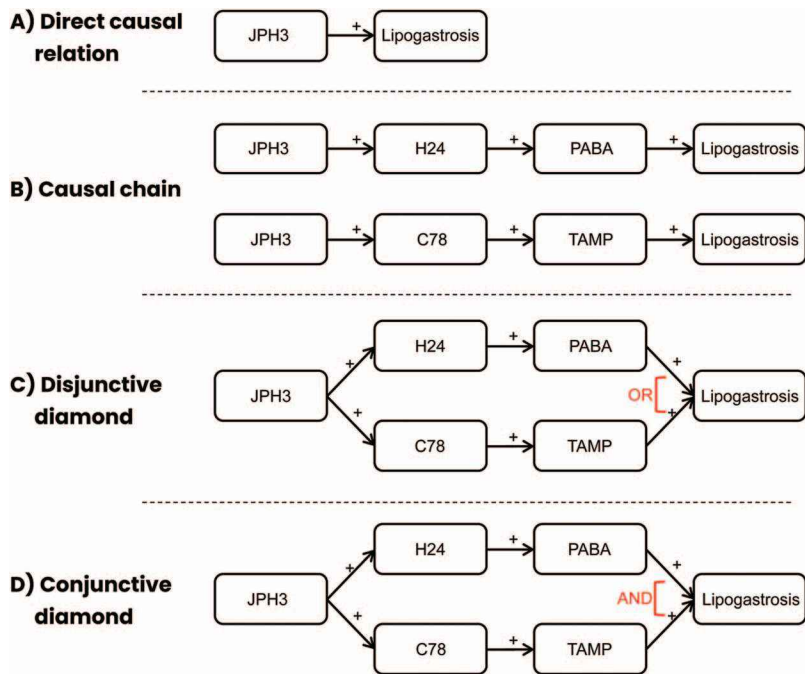 A) Direct causal
relation
JPH3 + Lipogastrosis
JPH3 + H24 + PABA + Lipogastrosis
B) Causal chain
JPH3 + C78 + TAMP + Lipogastrosis
H24 + PABA
+ +
C) Disjunctive
diamond
JPH3 OR Lipogastrosis
+ +
C78 + TAMP
H24 + PABA
+ +
D) Conjunctive
diamond
JPH3 AND Lipogastrosis
+ +
C78 + TAMP